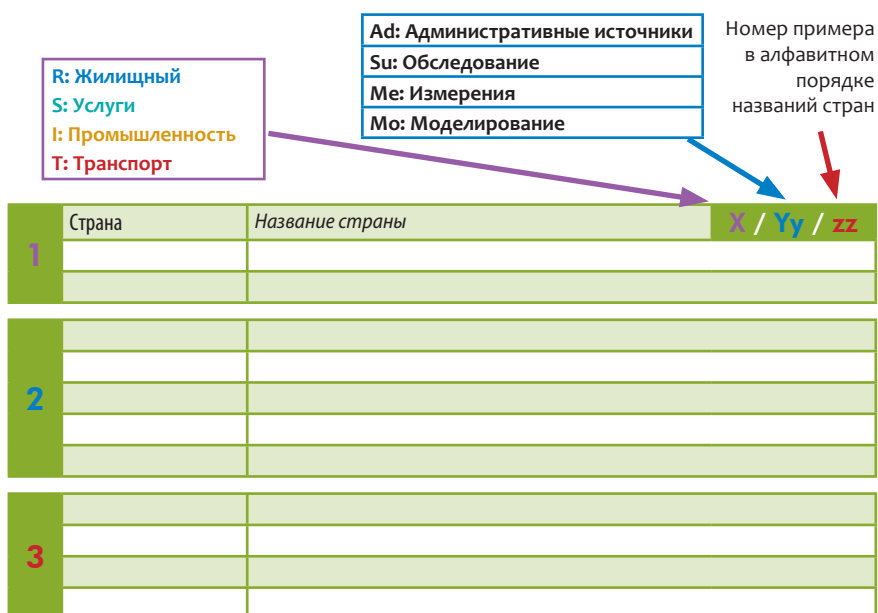 Ad: Административные источники
Su: Обследование
Me: Измерения
Mo: Моделирование
Номер примера
в алфавитном
порядке
названий стран
R: Жилищный
S: Услуги
I: Промышленность
T: Транспорт
1
Страна
Название страны
X / Yy / zz
2
3